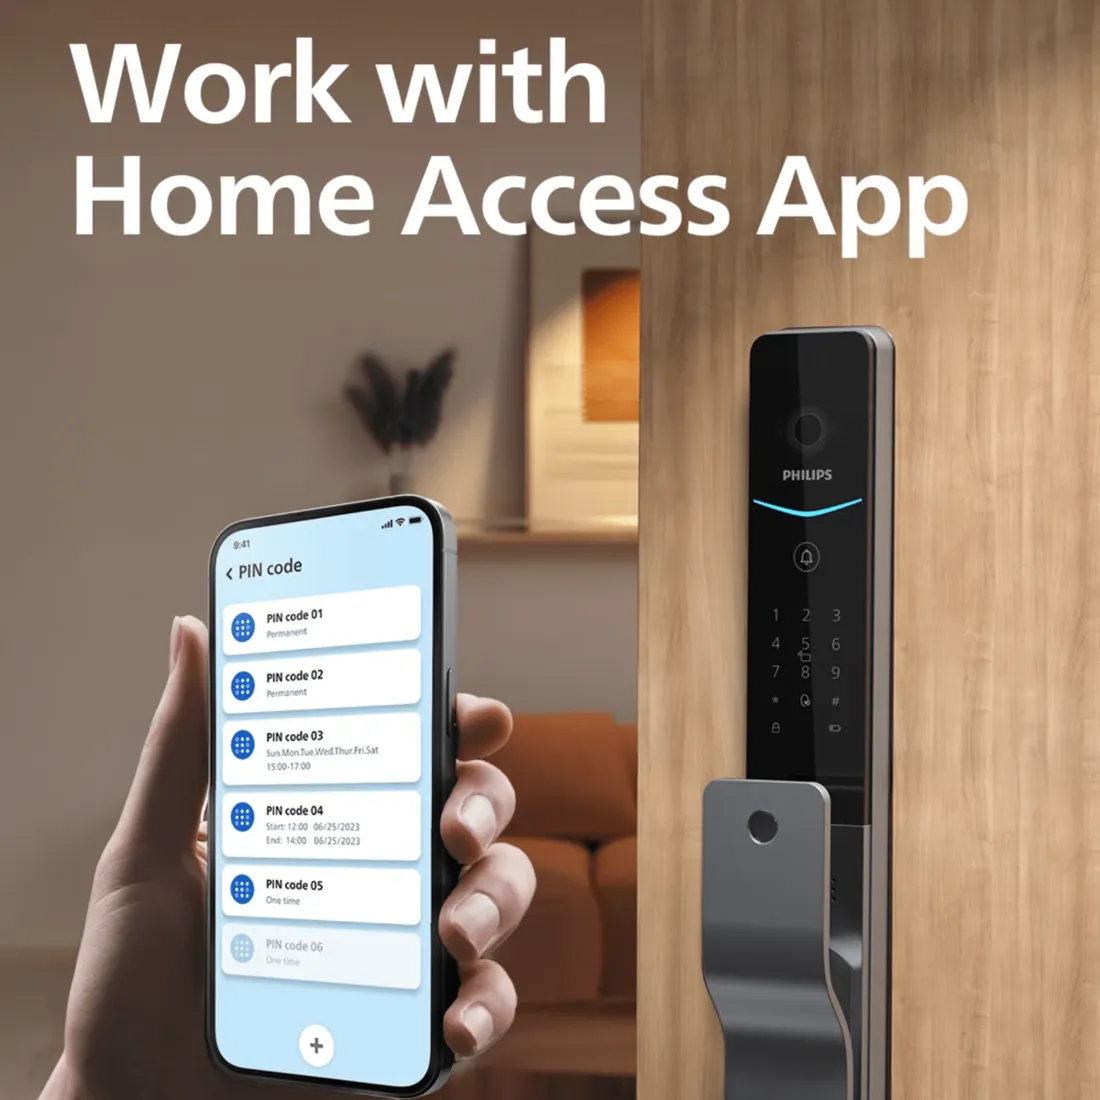 Work with
Home Access App
9:41
PIN code
PIN code 01
Permanent
PIN code 02
Permanent
PIN code 03
Sun.Mon.Tue.Wed.Thur.Fri.Sat
15:00-17:00
PIN code 04
Start: 12:00 06/25/2023
End: 14:00 06/25/2023
PIN code 05
One time
PIN code 06
One time
+
PHILIPS
1 2 3
4 5 6
7 8 9
* #